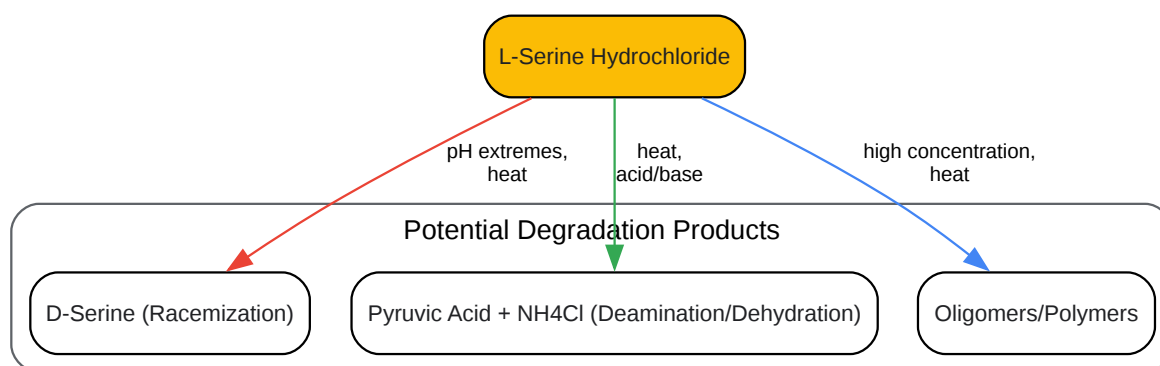 L-Serine Hydrochloride
pH extremes,
heat
heat,
acid/base
high concentration,
heat
Potential Degradation Products
D-Serine (Racemization)
Pyruvic Acid + NH4Cl (Deamination/Dehydration)
Oligomers/Polymers